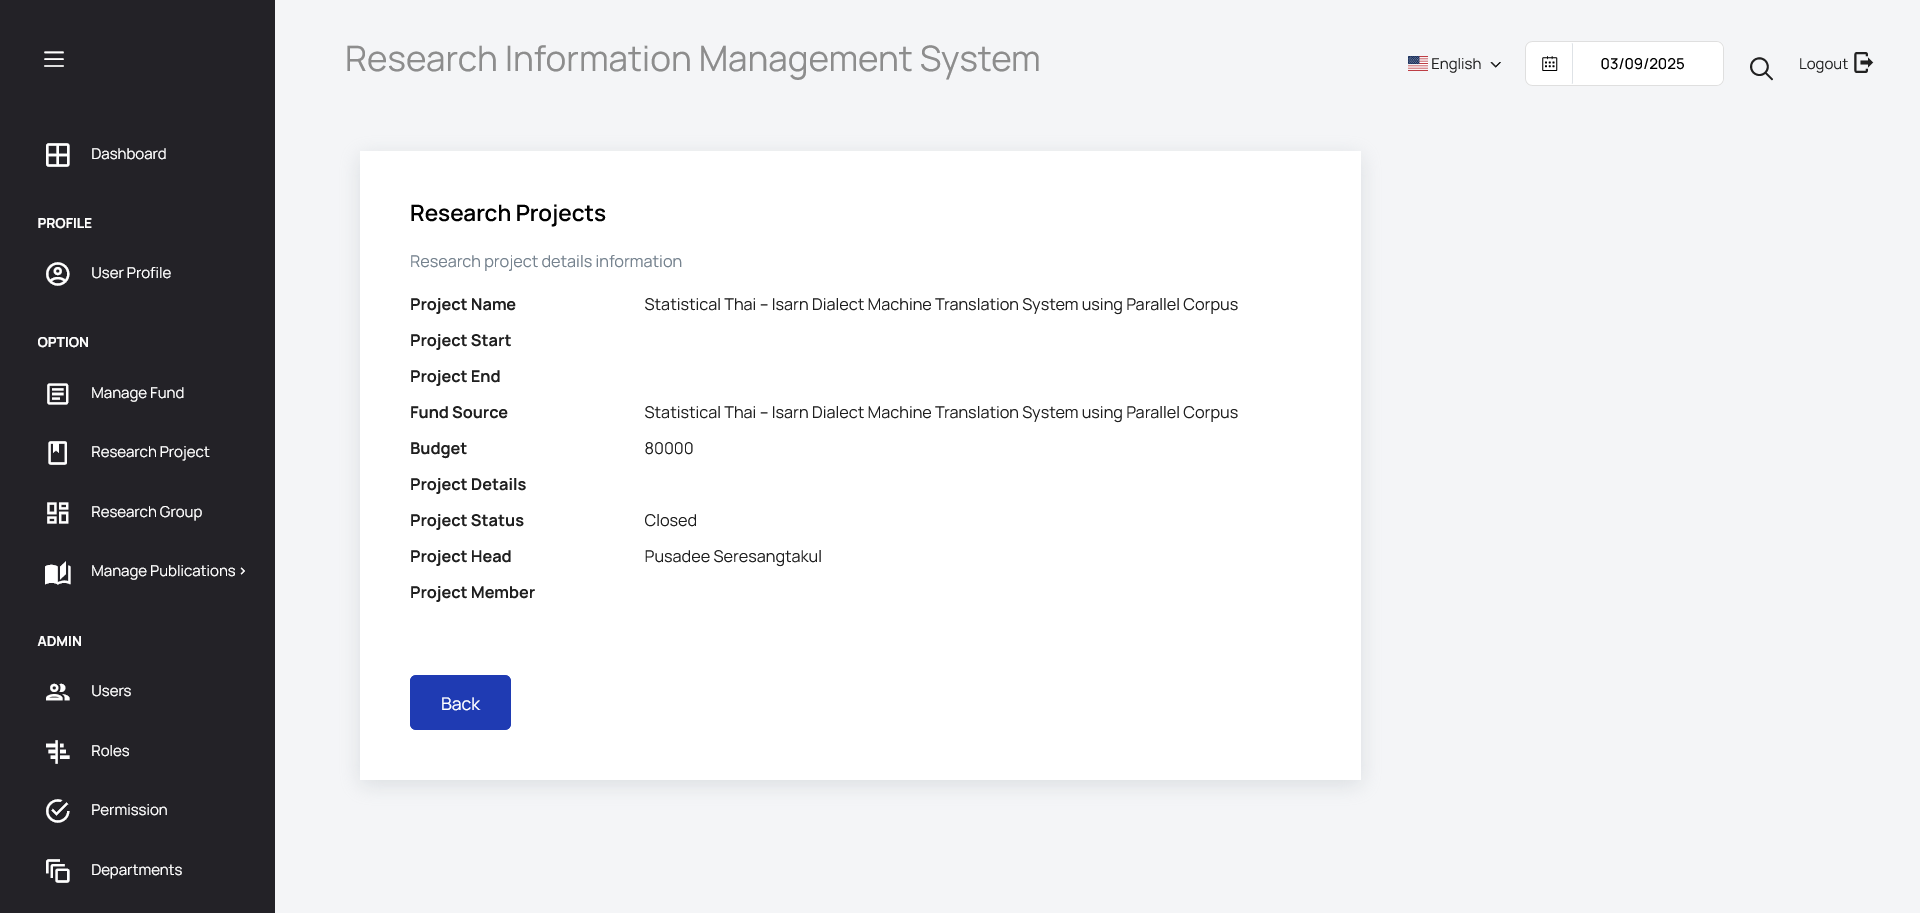 Research Information Management System
English
03/09/2025
Logout
Dashboard
PROFILE
User Profile
OPTION
Manage Fund
Research Project
Research Group
Manage Publications ›
ADMIN
Users
Roles
Permission
Departments
Research Projects
Research project details information
Project Name Statistical Thai – Isarn Dialect Machine Translation System using Parallel Corpus
Project Start
Project End
Fund Source Statistical Thai – Isarn Dialect Machine Translation System using Parallel Corpus
Budget 80000
Project Details
Project Status Closed
Project Head Pusadee Seresangtakul
Project Member
Back